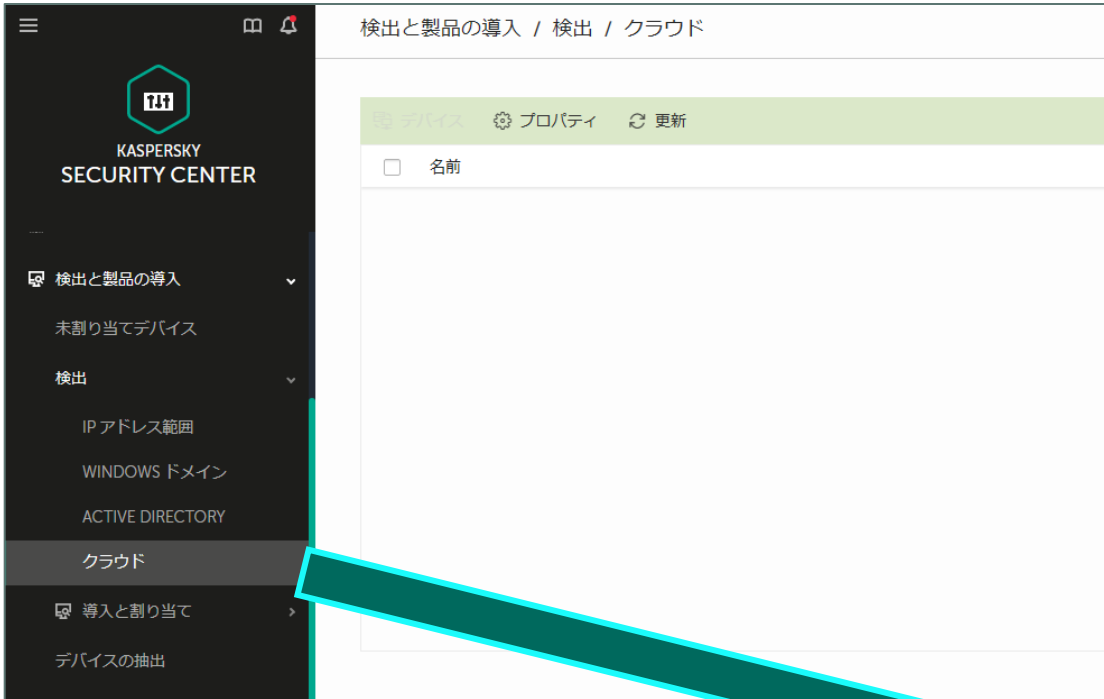 検出と製品の導入 / 検出 / クラウド
デバイス プロパティ 更新
名前
KASPERSKY
SECURITY CENTER
検出と製品の導入
未割り当てデバイス
検出
IP アドレス範囲
WINDOWS ドメイン
ACTIVE DIRECTORY
クラウド
導入と割り当て
デバイスの抽出